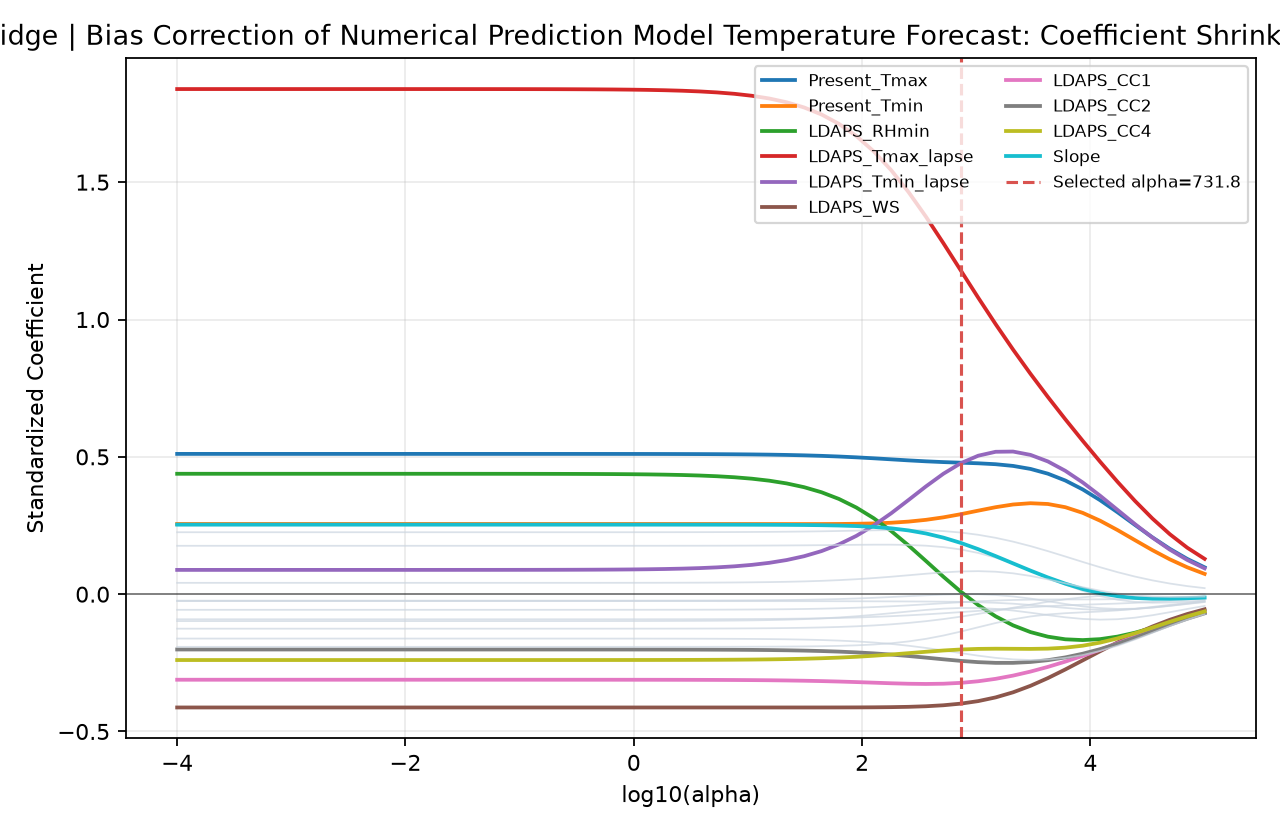 idge | Bias Correction of Numerical Prediction Model Temperature Forecast: Coefficient Shrink
Present_Tmax
Present_Tmin
LDAPS_RHmin
LDAPS_Tmax_lapse
LDAPS_Tmin_lapse
LDAPS_WS
LDAPS_CC1
LDAPS_CC2
LDAPS_CC4
Slope
Selected alpha=731.8
Standardized Coefficient
1.5
1.0
0.5
0.0
−0.5
−4
−2
0
2
4
log10(alpha)